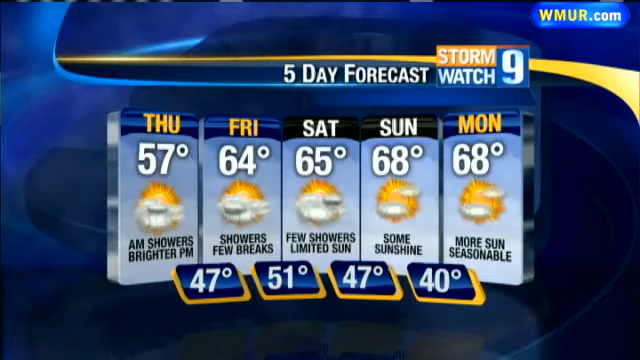 WMUR.com
5 DAY FORECAST STORM WATCH 9
THU FRI SAT SUN MON
57° 64° 65° 68° 68°
AM SHOWERS
BRIGHTER PM
SHOWERS
FEW BREAKS
FEW SHOWERS
LIMITED SUN
SOME
SUNSHINE
MORE SUN
SEASONABLE
47° 51° 47° 40°